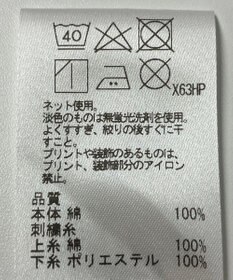 40
X63HP
ネット使用。
淡色のものは無蛍光洗剤を使用。
よくすすぎ、絞りの後すぐに干
すこと。
プリントや装飾のあるものは、
プリント、装飾部分のアイロン
禁止。
品質
本体 綿 100%
刺繍糸
上糸 綿 100%
下糸 ポリエステル 100%